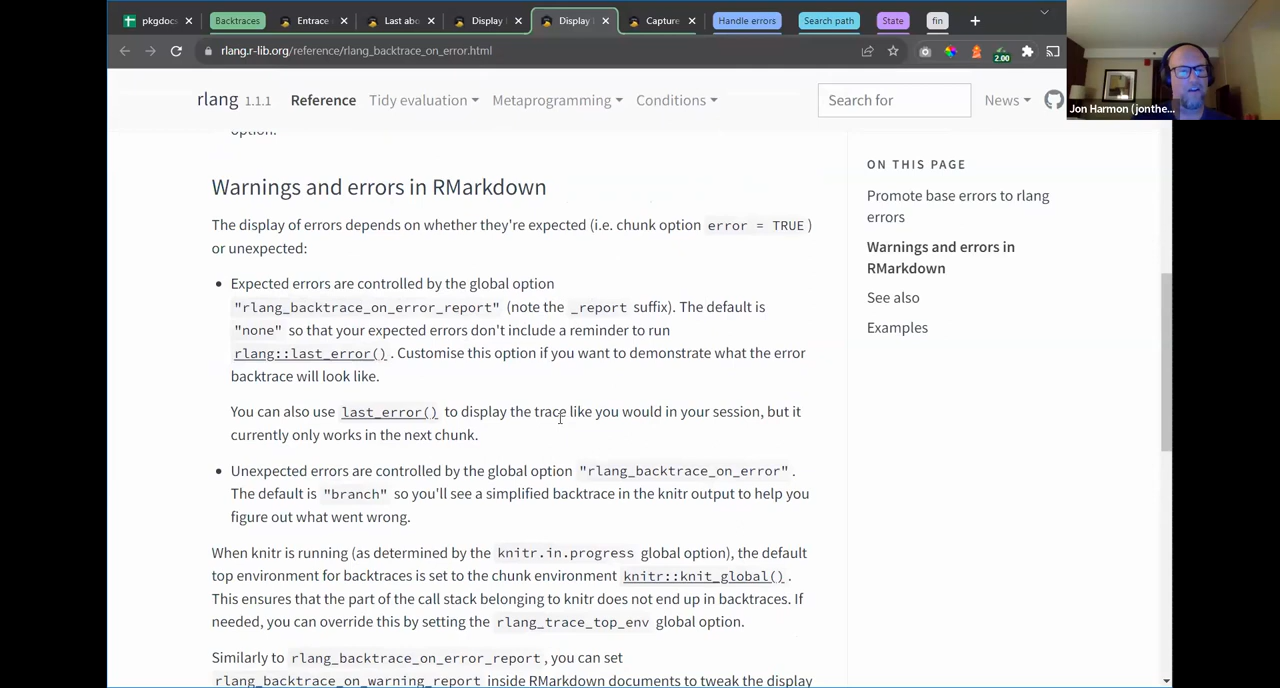 pkgdocs
Backtraces
Entrace
Last abo
Display
Display
Capture
Handle errors
Search path
State
fin
rlang.r-lib.org/reference/rlang_backtrace_on_error.html
2.00
Jon Harmon (jonthe...
rlang 1.1.1 Reference Tidy evaluation Metaprogramming Conditions Search for News
option.
Warnings and errors in RMarkdown
The display of errors depends on whether they're expected (i.e. chunk option error = TRUE )
or unexpected:
• Expected errors are controlled by the global option
"rlang_backtrace_on_error_report" (note the _report suffix). The default is
"none" so that your expected errors don't include a reminder to run
rlang::last_error() . Customise this option if you want to demonstrate what the error
backtrace will look like.
You can also use last_error() to display the trace like you would in your session, but it
currently only works in the next chunk.
• Unexpected errors are controlled by the global option "rlang_backtrace_on_error" .
The default is "branch" so you'll see a simplified backtrace in the knitr output to help you
figure out what went wrong.
When knitr is running (as determined by the knitr.in.progress global option), the default
top environment for backtraces is set to the chunk environment knitr::knit_global() .
This ensures that the part of the call stack belonging to knitr does not end up in backtraces. If
needed, you can override this by setting the rlang_trace_top_env global option.
Similarly to rlang_backtrace_on_error_report , you can set
rlang_backtrace_on_warning_report inside RMarkdown documents to tweak the display
ON THIS PAGE
Promote base errors to rlang
errors
Warnings and errors in
RMarkdown
See also
Examples